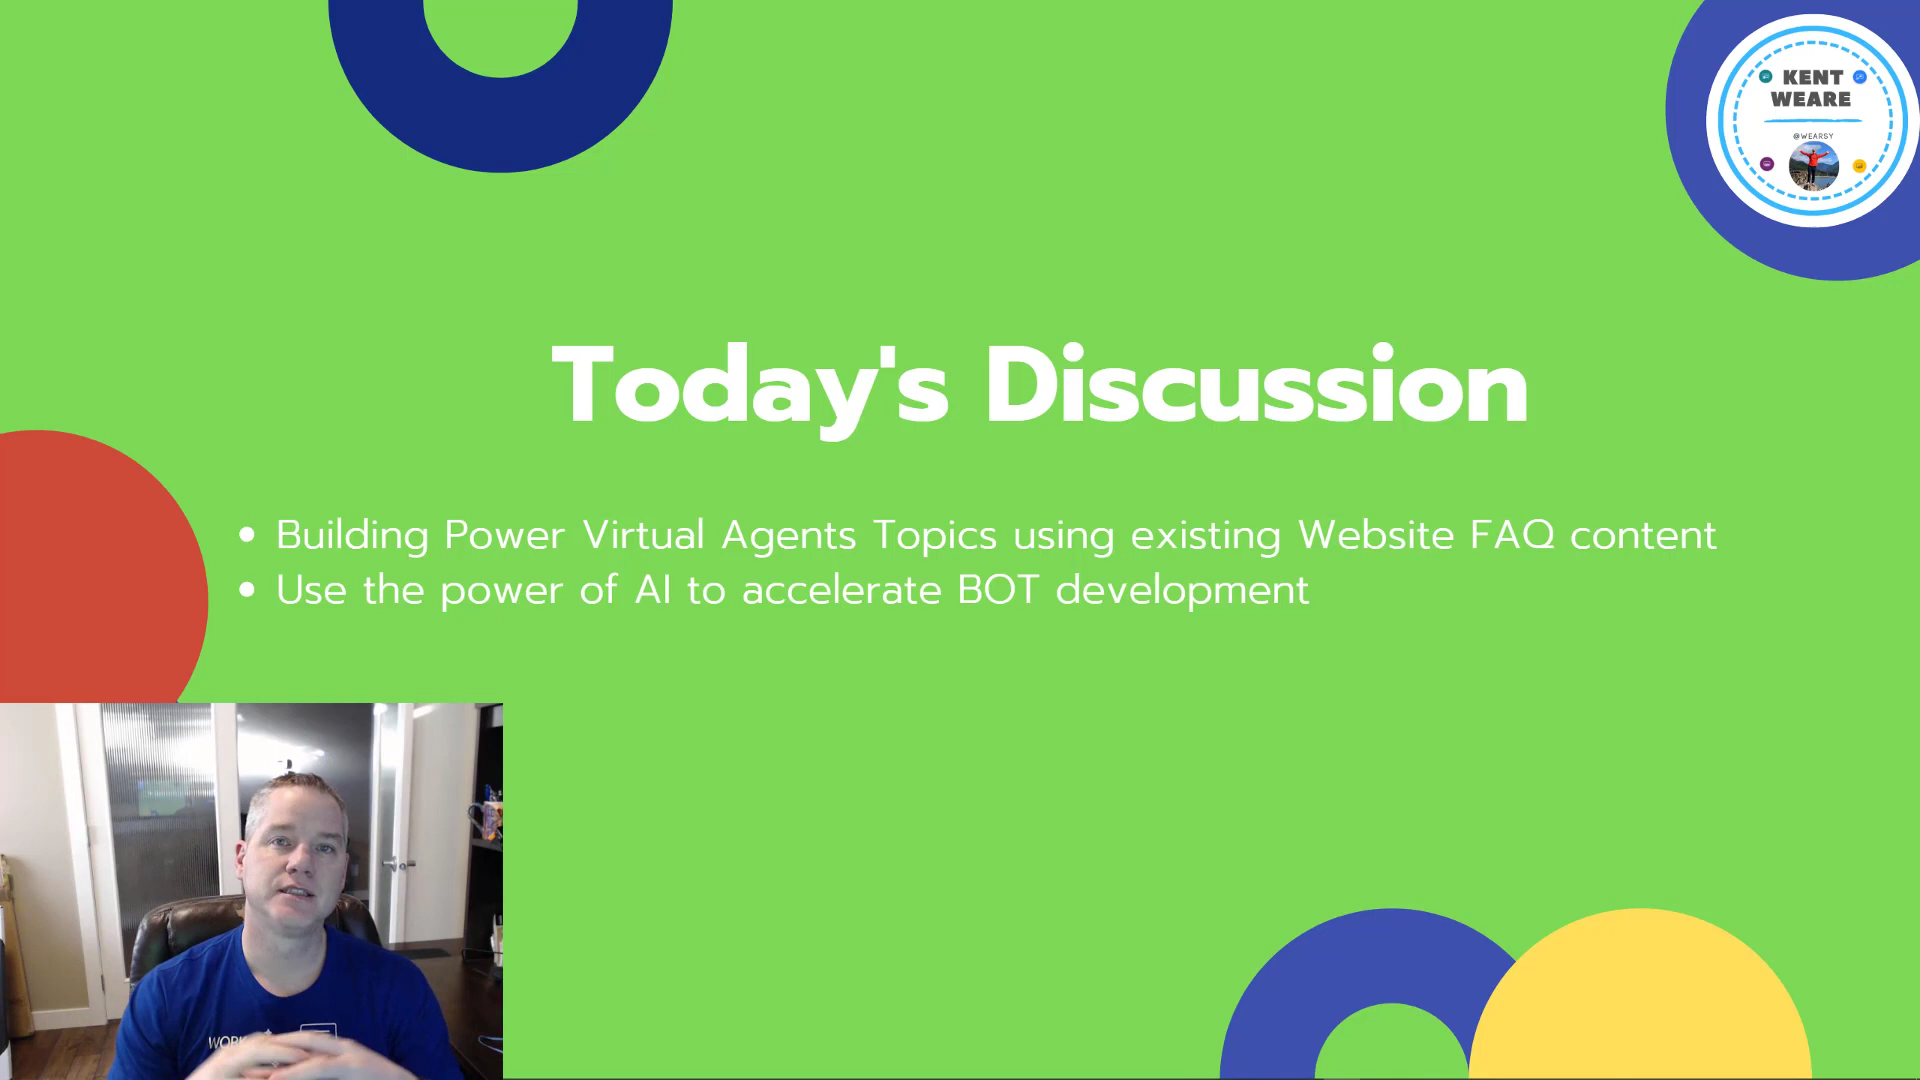 KENT
WEARE
@WEARSY
Today's Discussion
• Building Power Virtual Agents Topics using existing Website FAQ content
• Use the power of AI to accelerate BOT development
WORK